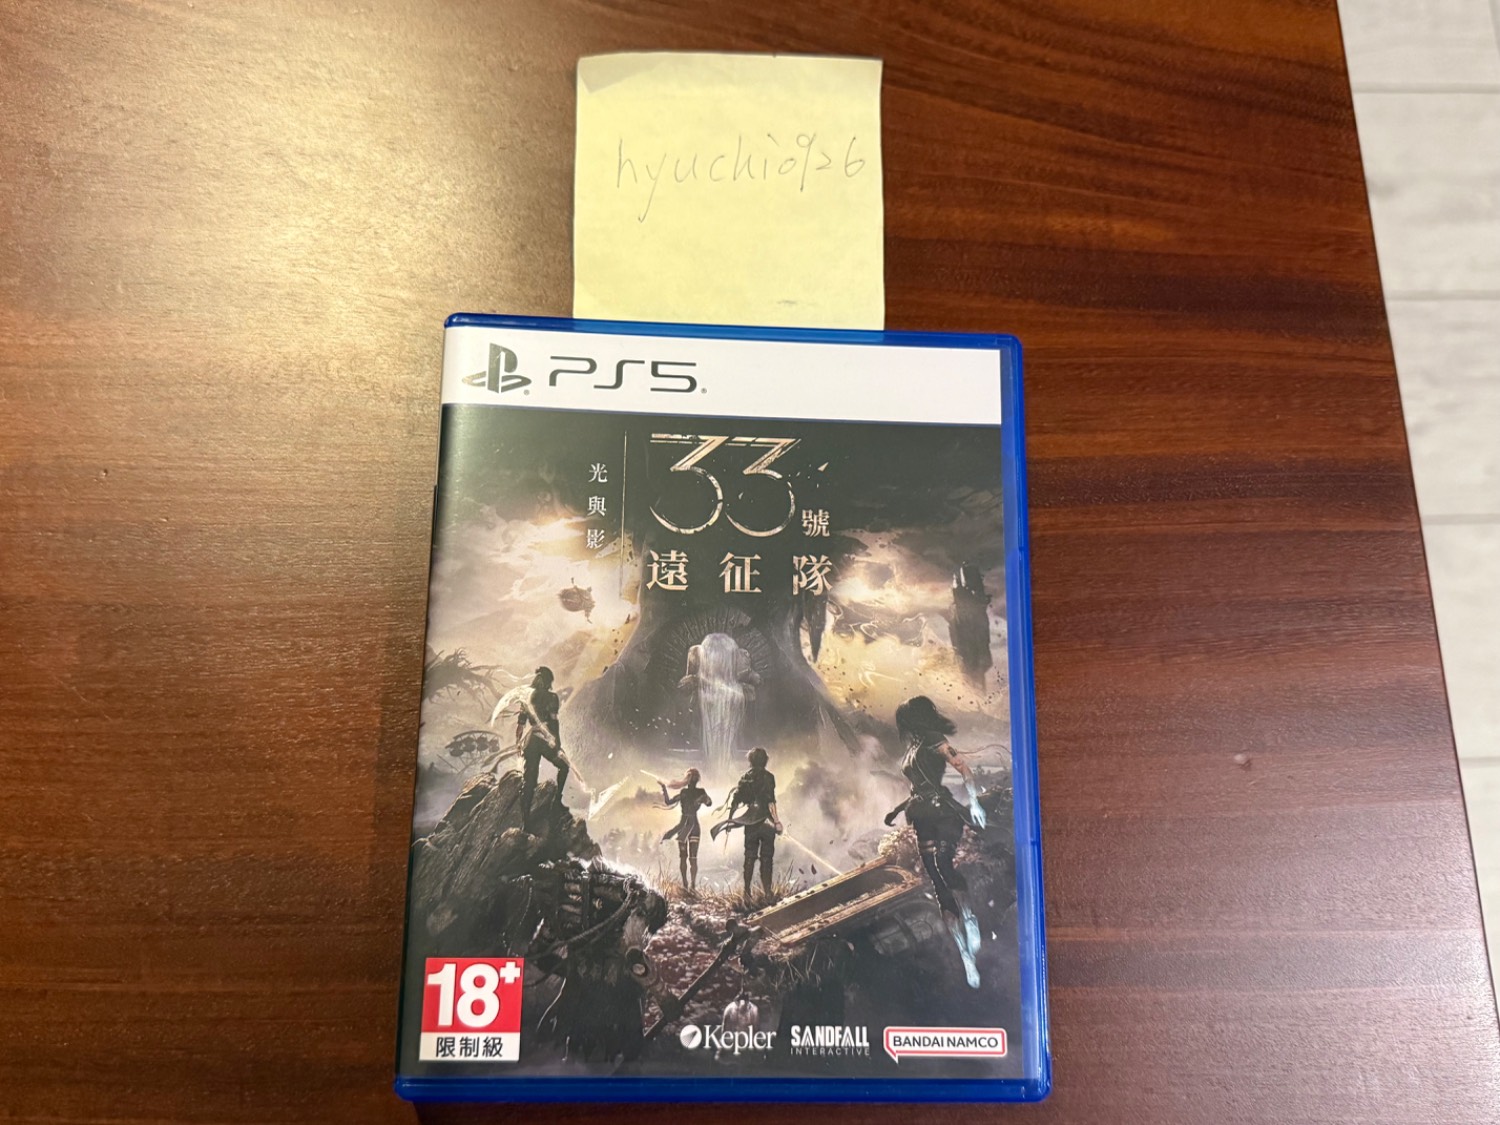 hyuchi0926
PS5
光與影
33號
遠征隊
18+
限制級
Kepler
SANDFALL
INTERACTIVE
BANDAI NAMCO